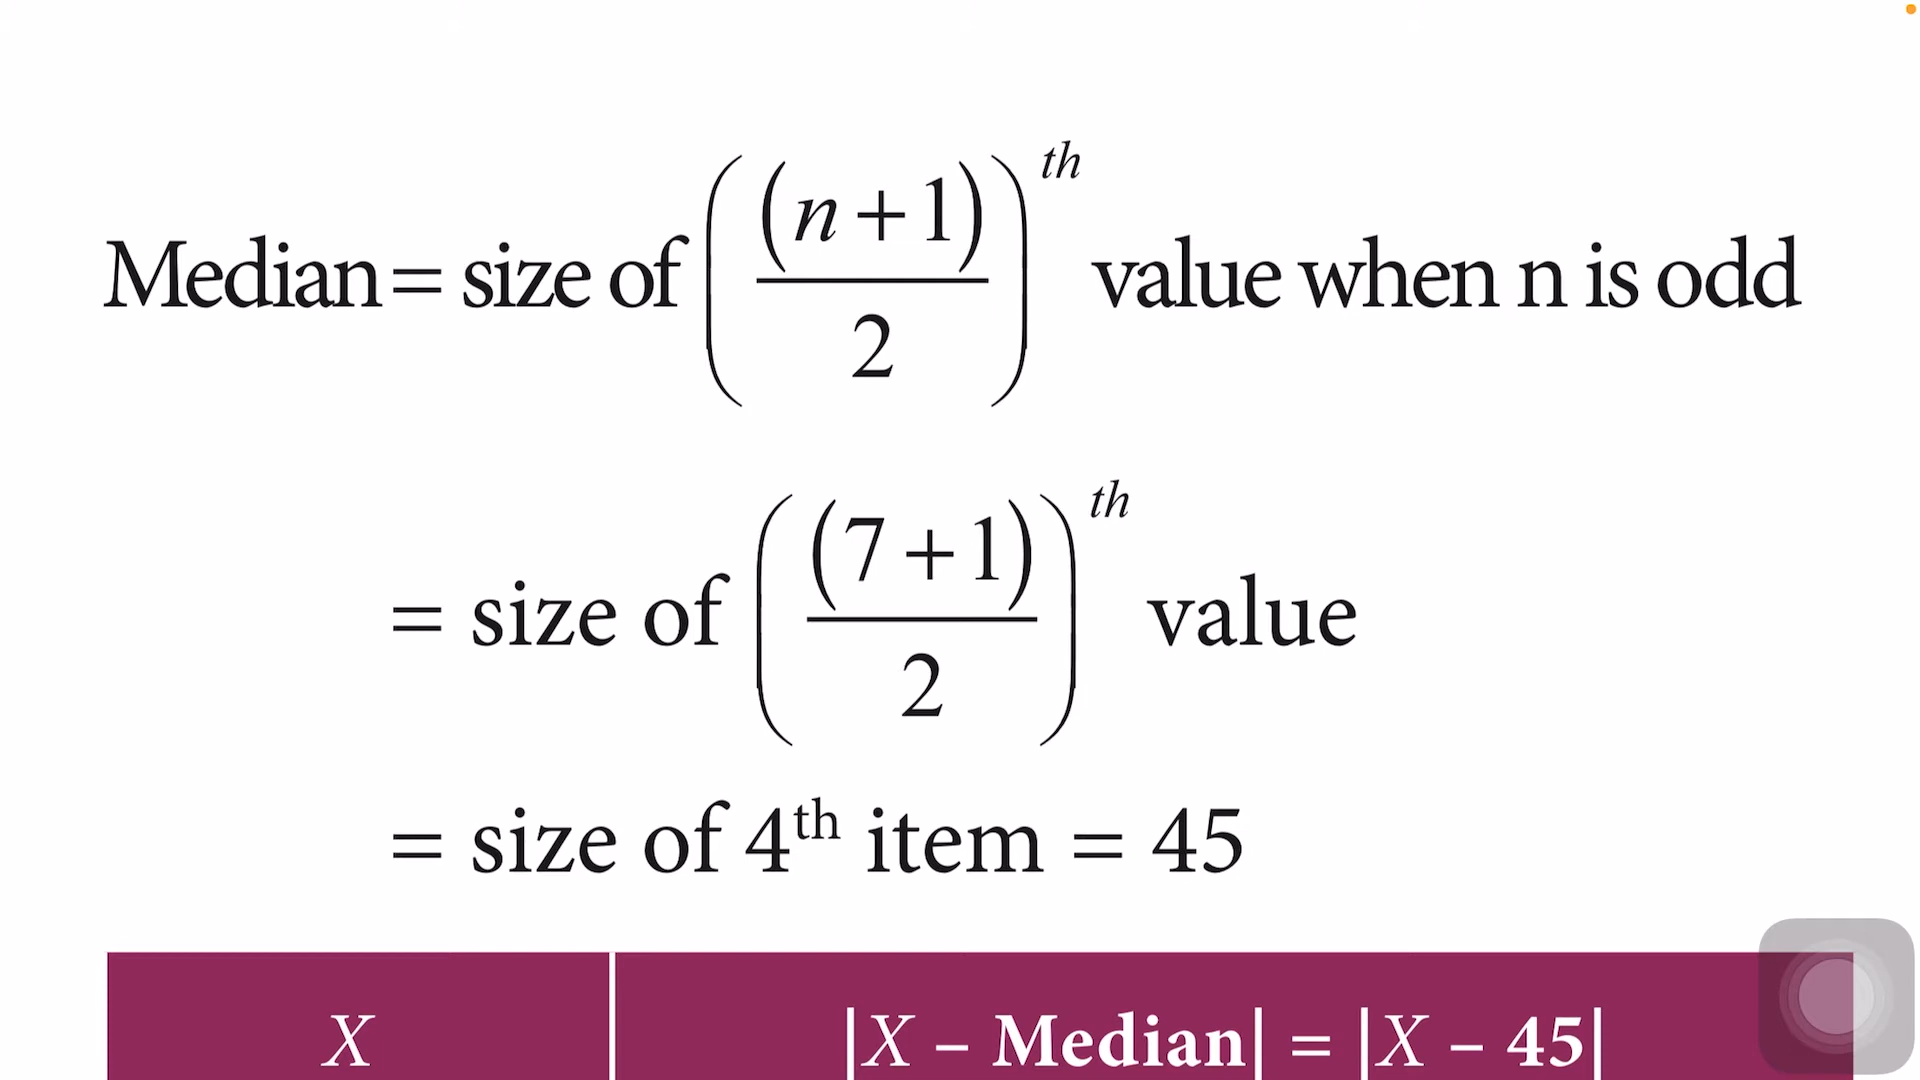 Median = size of ((n + 1)/2)^th value when n is odd
= size of ((7 + 1)/2)^th value
= size of 4^th item = 45
X |X – Median| = |X – 45|